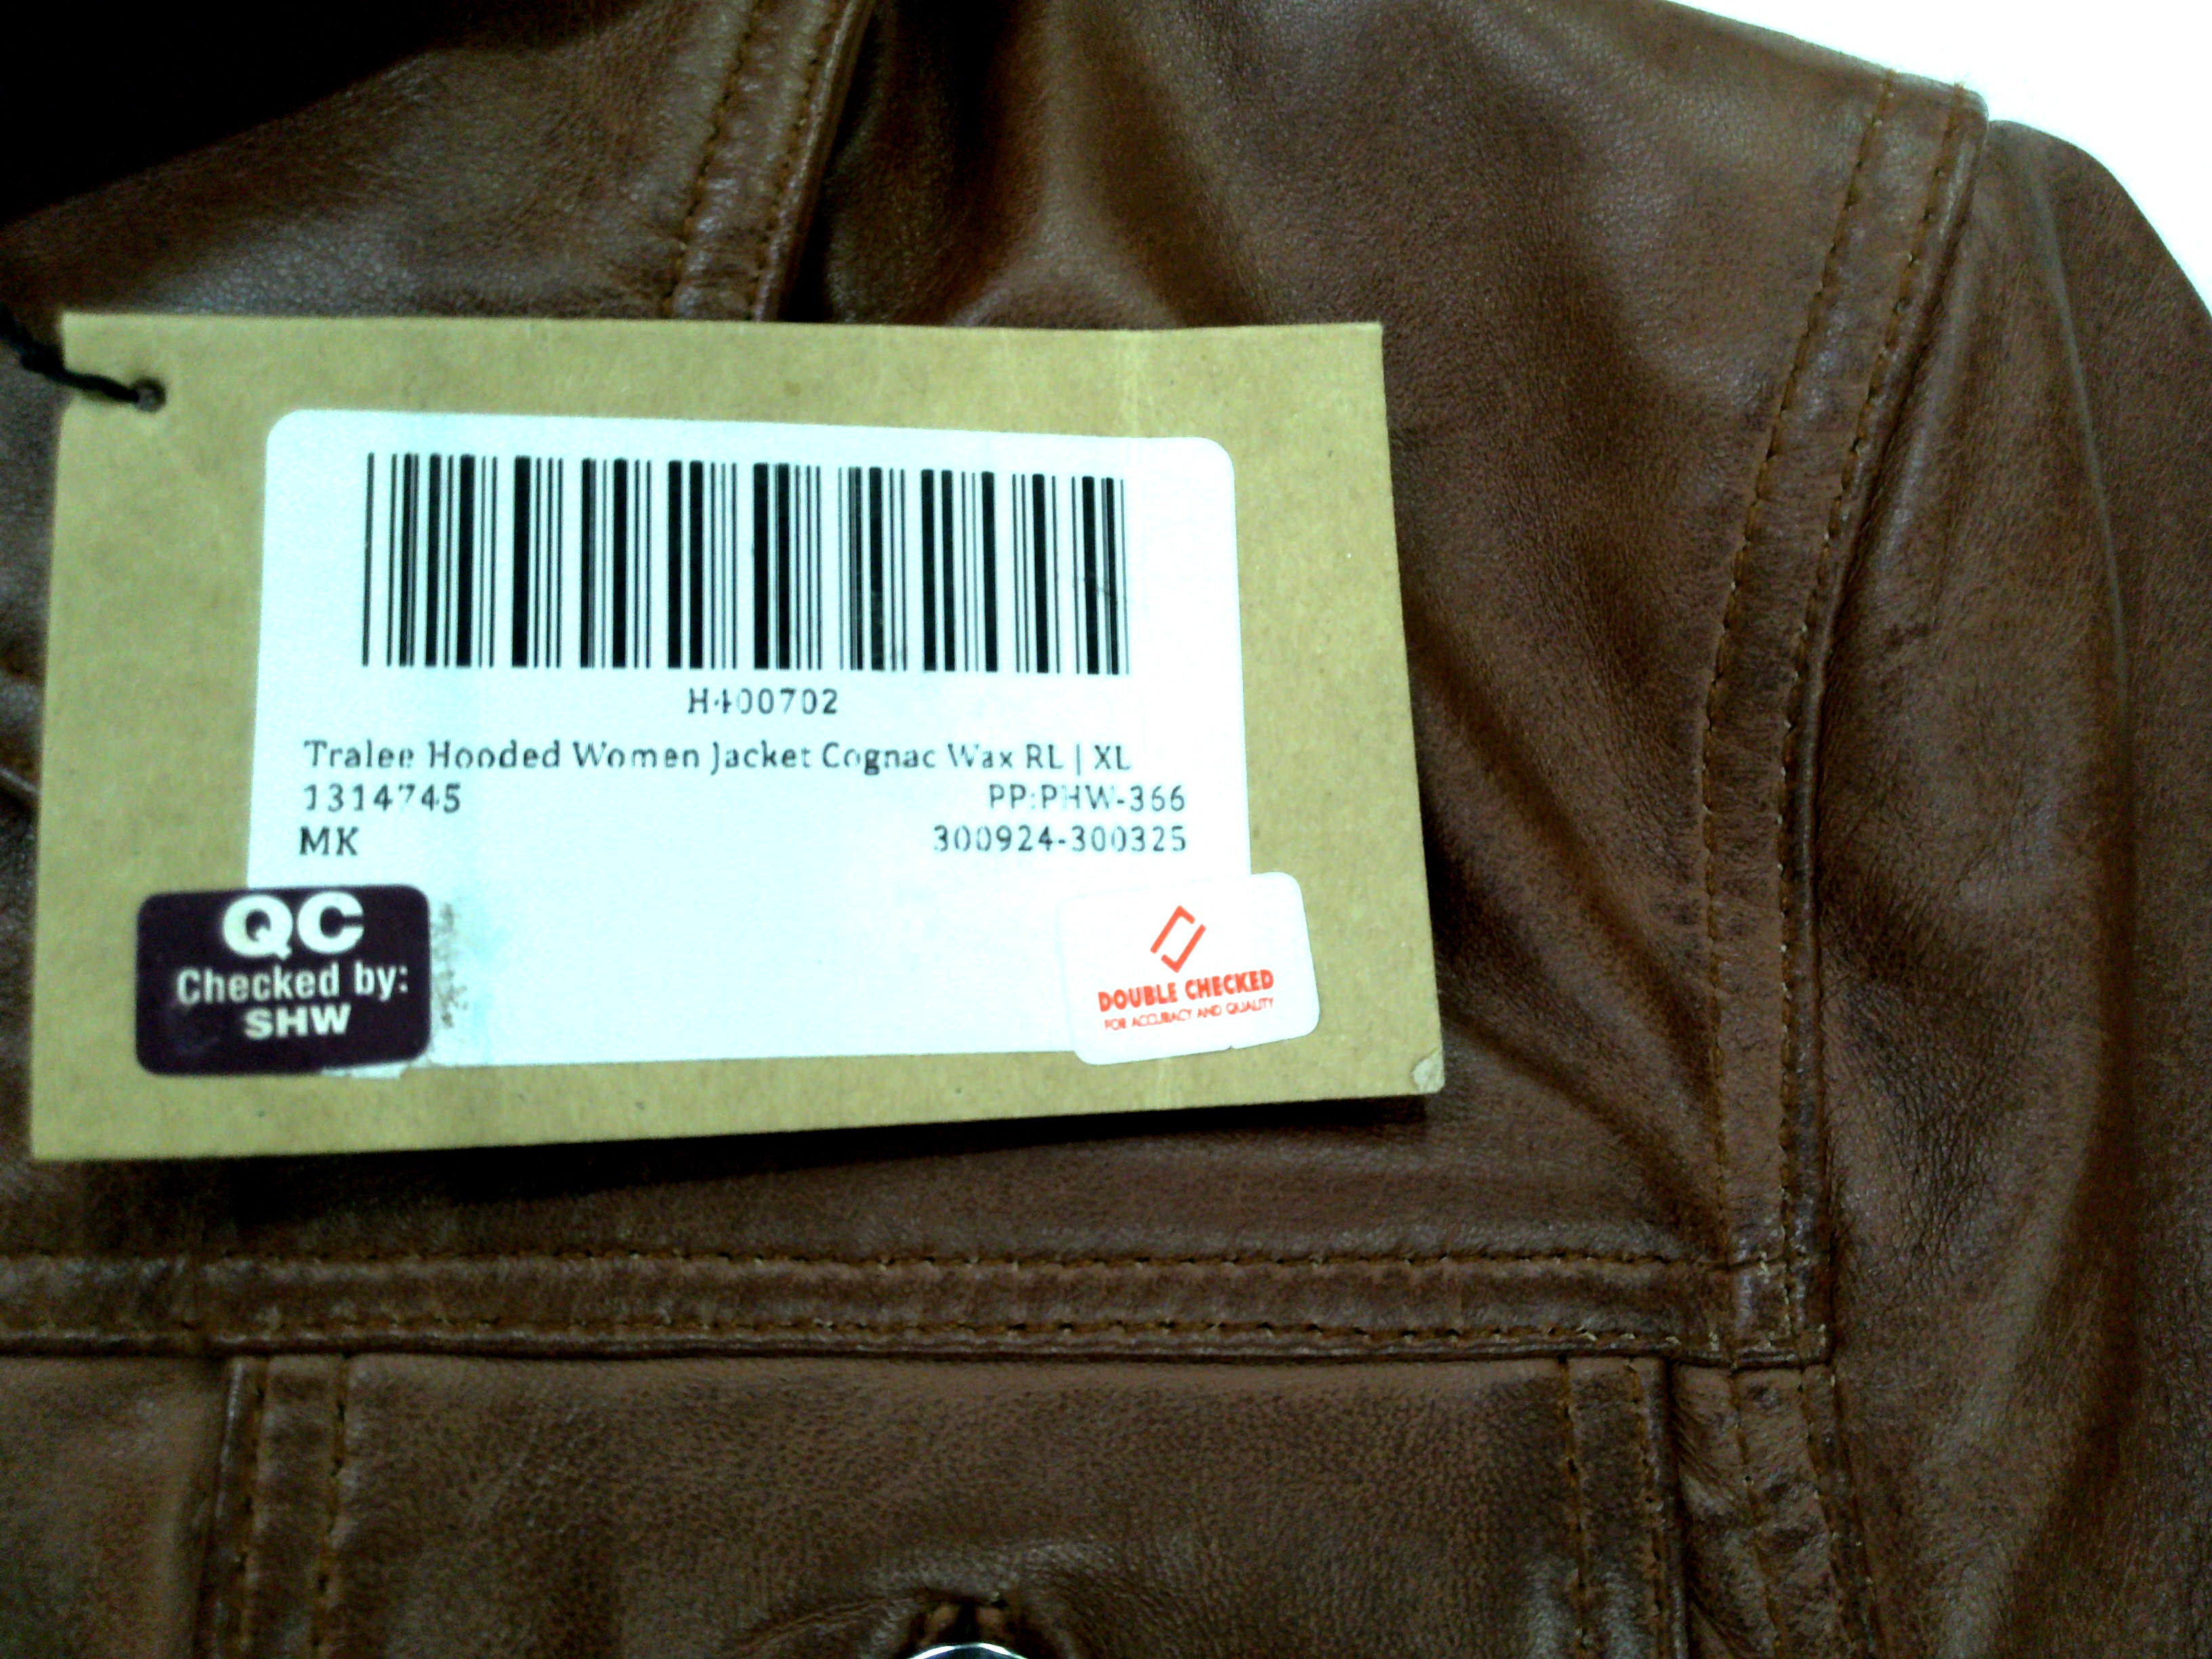 H400702
Tralee Hooded Women Jacket Cognac Wax RL | XL
1314745 PP:PHW-366
MK 300924-300325
QC
Checked by:
SHW
DOUBLE CHECKED
FOR ACCURACY AND QUALITY